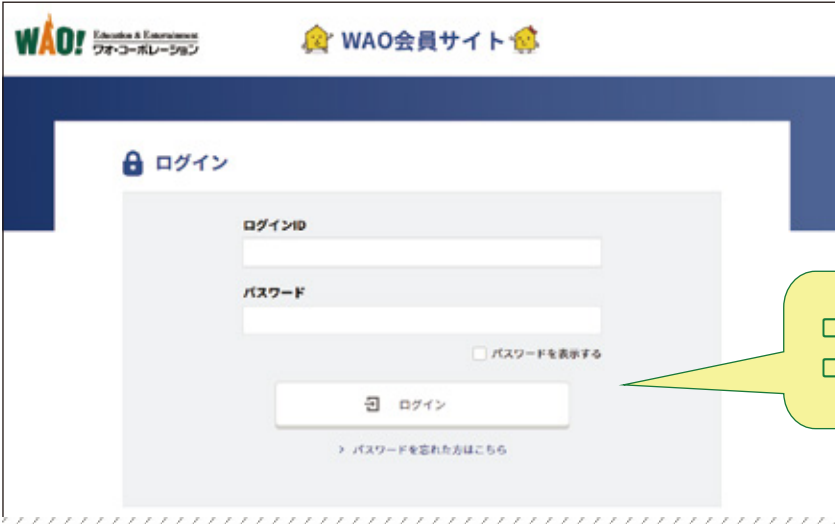 WAO! Education & Entertainment
ワオ・コーポレーション
WAO会員サイト
ログイン
ログインID
パスワード
パスワードを表示する
ログイン
> パスワードを忘れた方はこちら